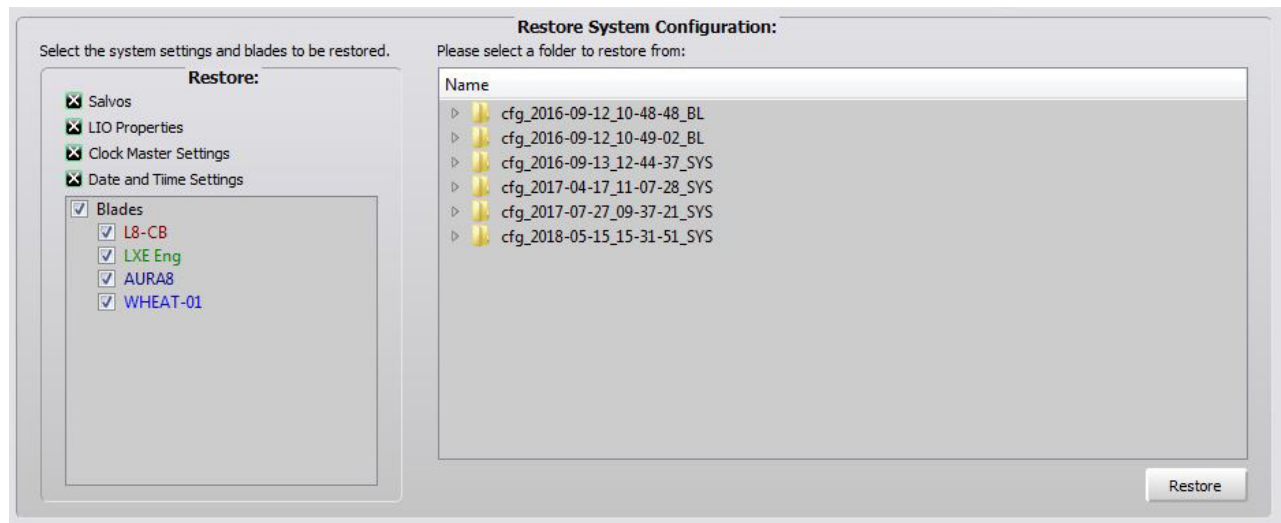 Restore System Configuration:
Select the system settings and blades to be restored.
Restore:
Salvos
LIO Properties
Clock Master Settings
Date and Tiime Settings
Blades
L8-CB
LXE Eng
AURA8
WHEAT-01
Please select a folder to restore from:
Name
cfg_2016-09-12_10-48-48_BL
cfg_2016-09-12_10-49-02_BL
cfg_2016-09-13_12-44-37_SYS
cfg_2017-04-17_11-07-28_SYS
cfg_2017-07-27_09-37-21_SYS
cfg_2018-05-15_15-31-51_SYS
Restore